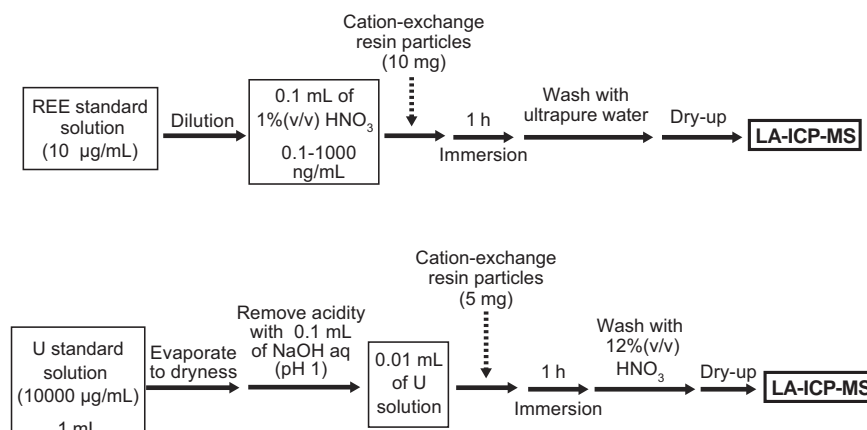 Cation-exchange
resin particles
(10 mg)
REE standard
solution
(10 µg/mL)
Dilution
0.1 mL of
1%(v/v) HNO₃
0.1-1000
ng/mL
1 h
Immersion
Wash with
ultrapure water
Dry-up
LA-ICP-MS
Cation-exchange
resin particles
(5 mg)
U standard
solution
(10000 µg/mL)
1 mL
Evaporate
to dryness
Remove acidity
with 0.1 mL
of NaOH aq
(pH 1)
0.01 mL
of U
solution
1 h
Immersion
Wash with
12%(v/v)
HNO₃
Dry-up
LA-ICP-MS